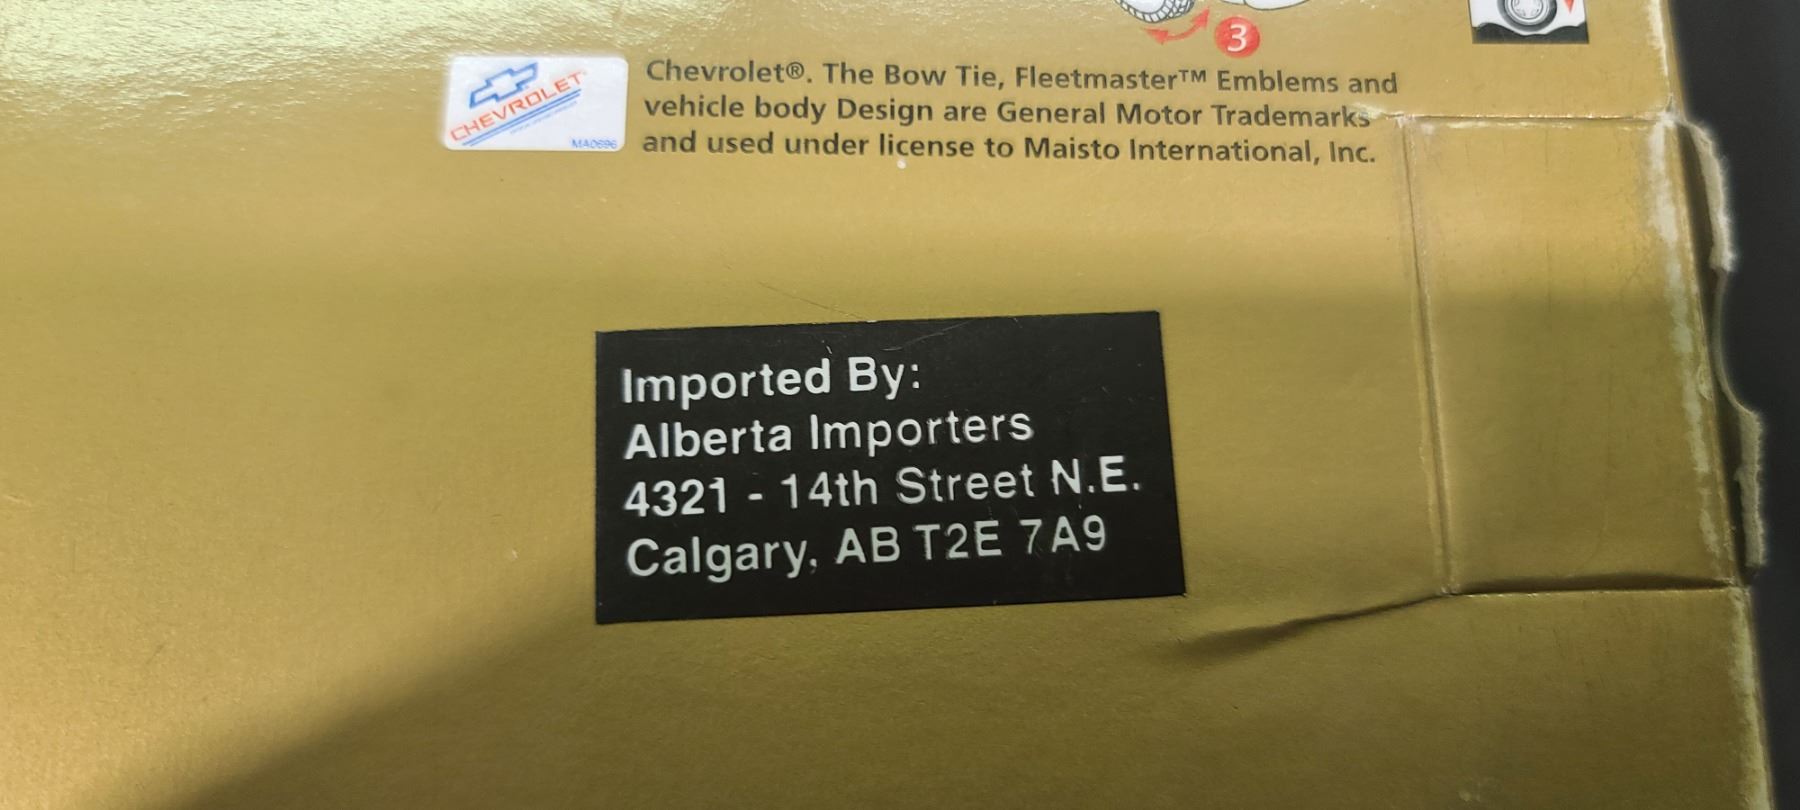 3
CHEVROLET
MA0696
Chevrolet®. The Bow Tie, Fleetmaster™ Emblems and
vehicle body Design are General Motor Trademarks
and used under license to Maisto International, Inc.
Imported By:
Alberta Importers
4321 - 14th Street N.E.
Calgary, AB T2E 7A9